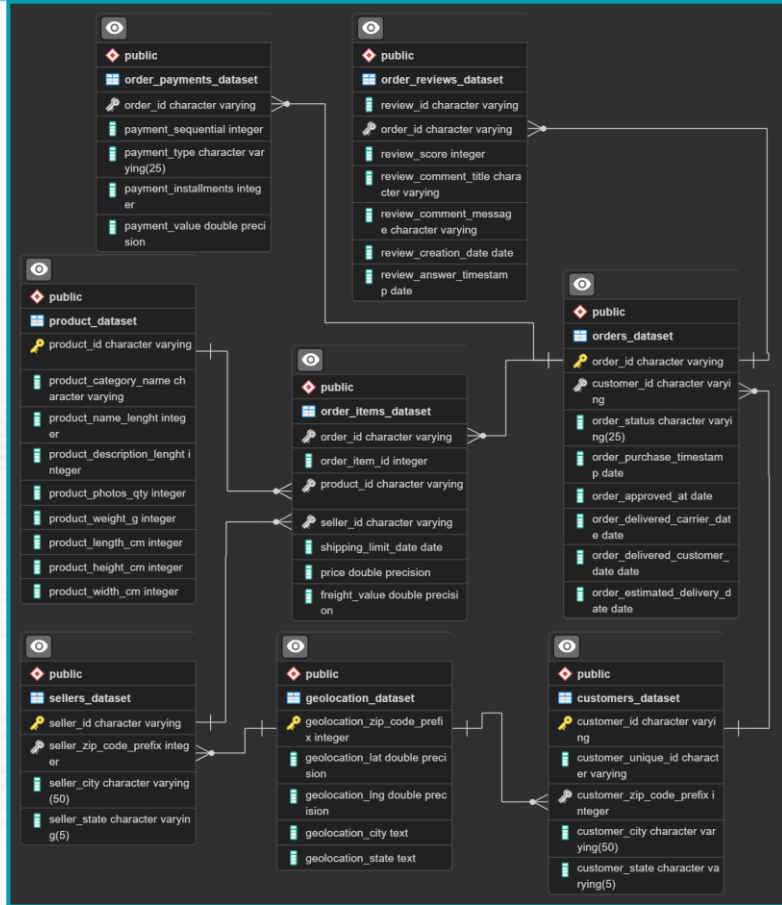 public
order_payments_dataset
order_id character varying
payment_sequential integer
payment_type character var
ying(25)
payment_installments integ
er
payment_value double preci
sion
public
order_reviews_dataset
review_id character varying
order_id character varying
review_score integer
review_comment_title chara
cter varying
review_comment_messag
e character varying
review_creation_date date
review_answer_timestam
p date
public
product_dataset
product_id character varying
product_category_name ch
aracter varying
product_name_lenght integ
er
product_description_lenght i
nteger
product_photos_qty integer
product_weight_g integer
product_length_cm integer
product_height_cm integer
product_width_cm integer
public
order_items_dataset
order_id character varying
order_item_id integer
product_id character varying
seller_id character varying
shipping_limit_date date
price double precision
freight_value double precisi
on
public
orders_dataset
order_id character varying
customer_id character varyi
ng
order_status character varyi
ng(25)
order_purchase_timestam
p date
order_approved_at date
order_delivered_carrier_dat
e date
order_delivered_customer_
date date
order_estimated_delivery_d
ate date
public
sellers_dataset
seller_id character varying
seller_zip_code_prefix integ
er
seller_city character varying
(50)
seller_state character varyin
g(5)
public
geolocation_dataset
geolocation_zip_code_prefi
x integer
geolocation_lat double preci
sion
geolocation_lng double prec
ision
geolocation_city text
geolocation_state text
public
customers_dataset
customer_id character varyi
ng
customer_unique_id charact
er varying
customer_zip_code_prefix i
nteger
customer_city character var
ying(50)
customer_state character va
rying(5)